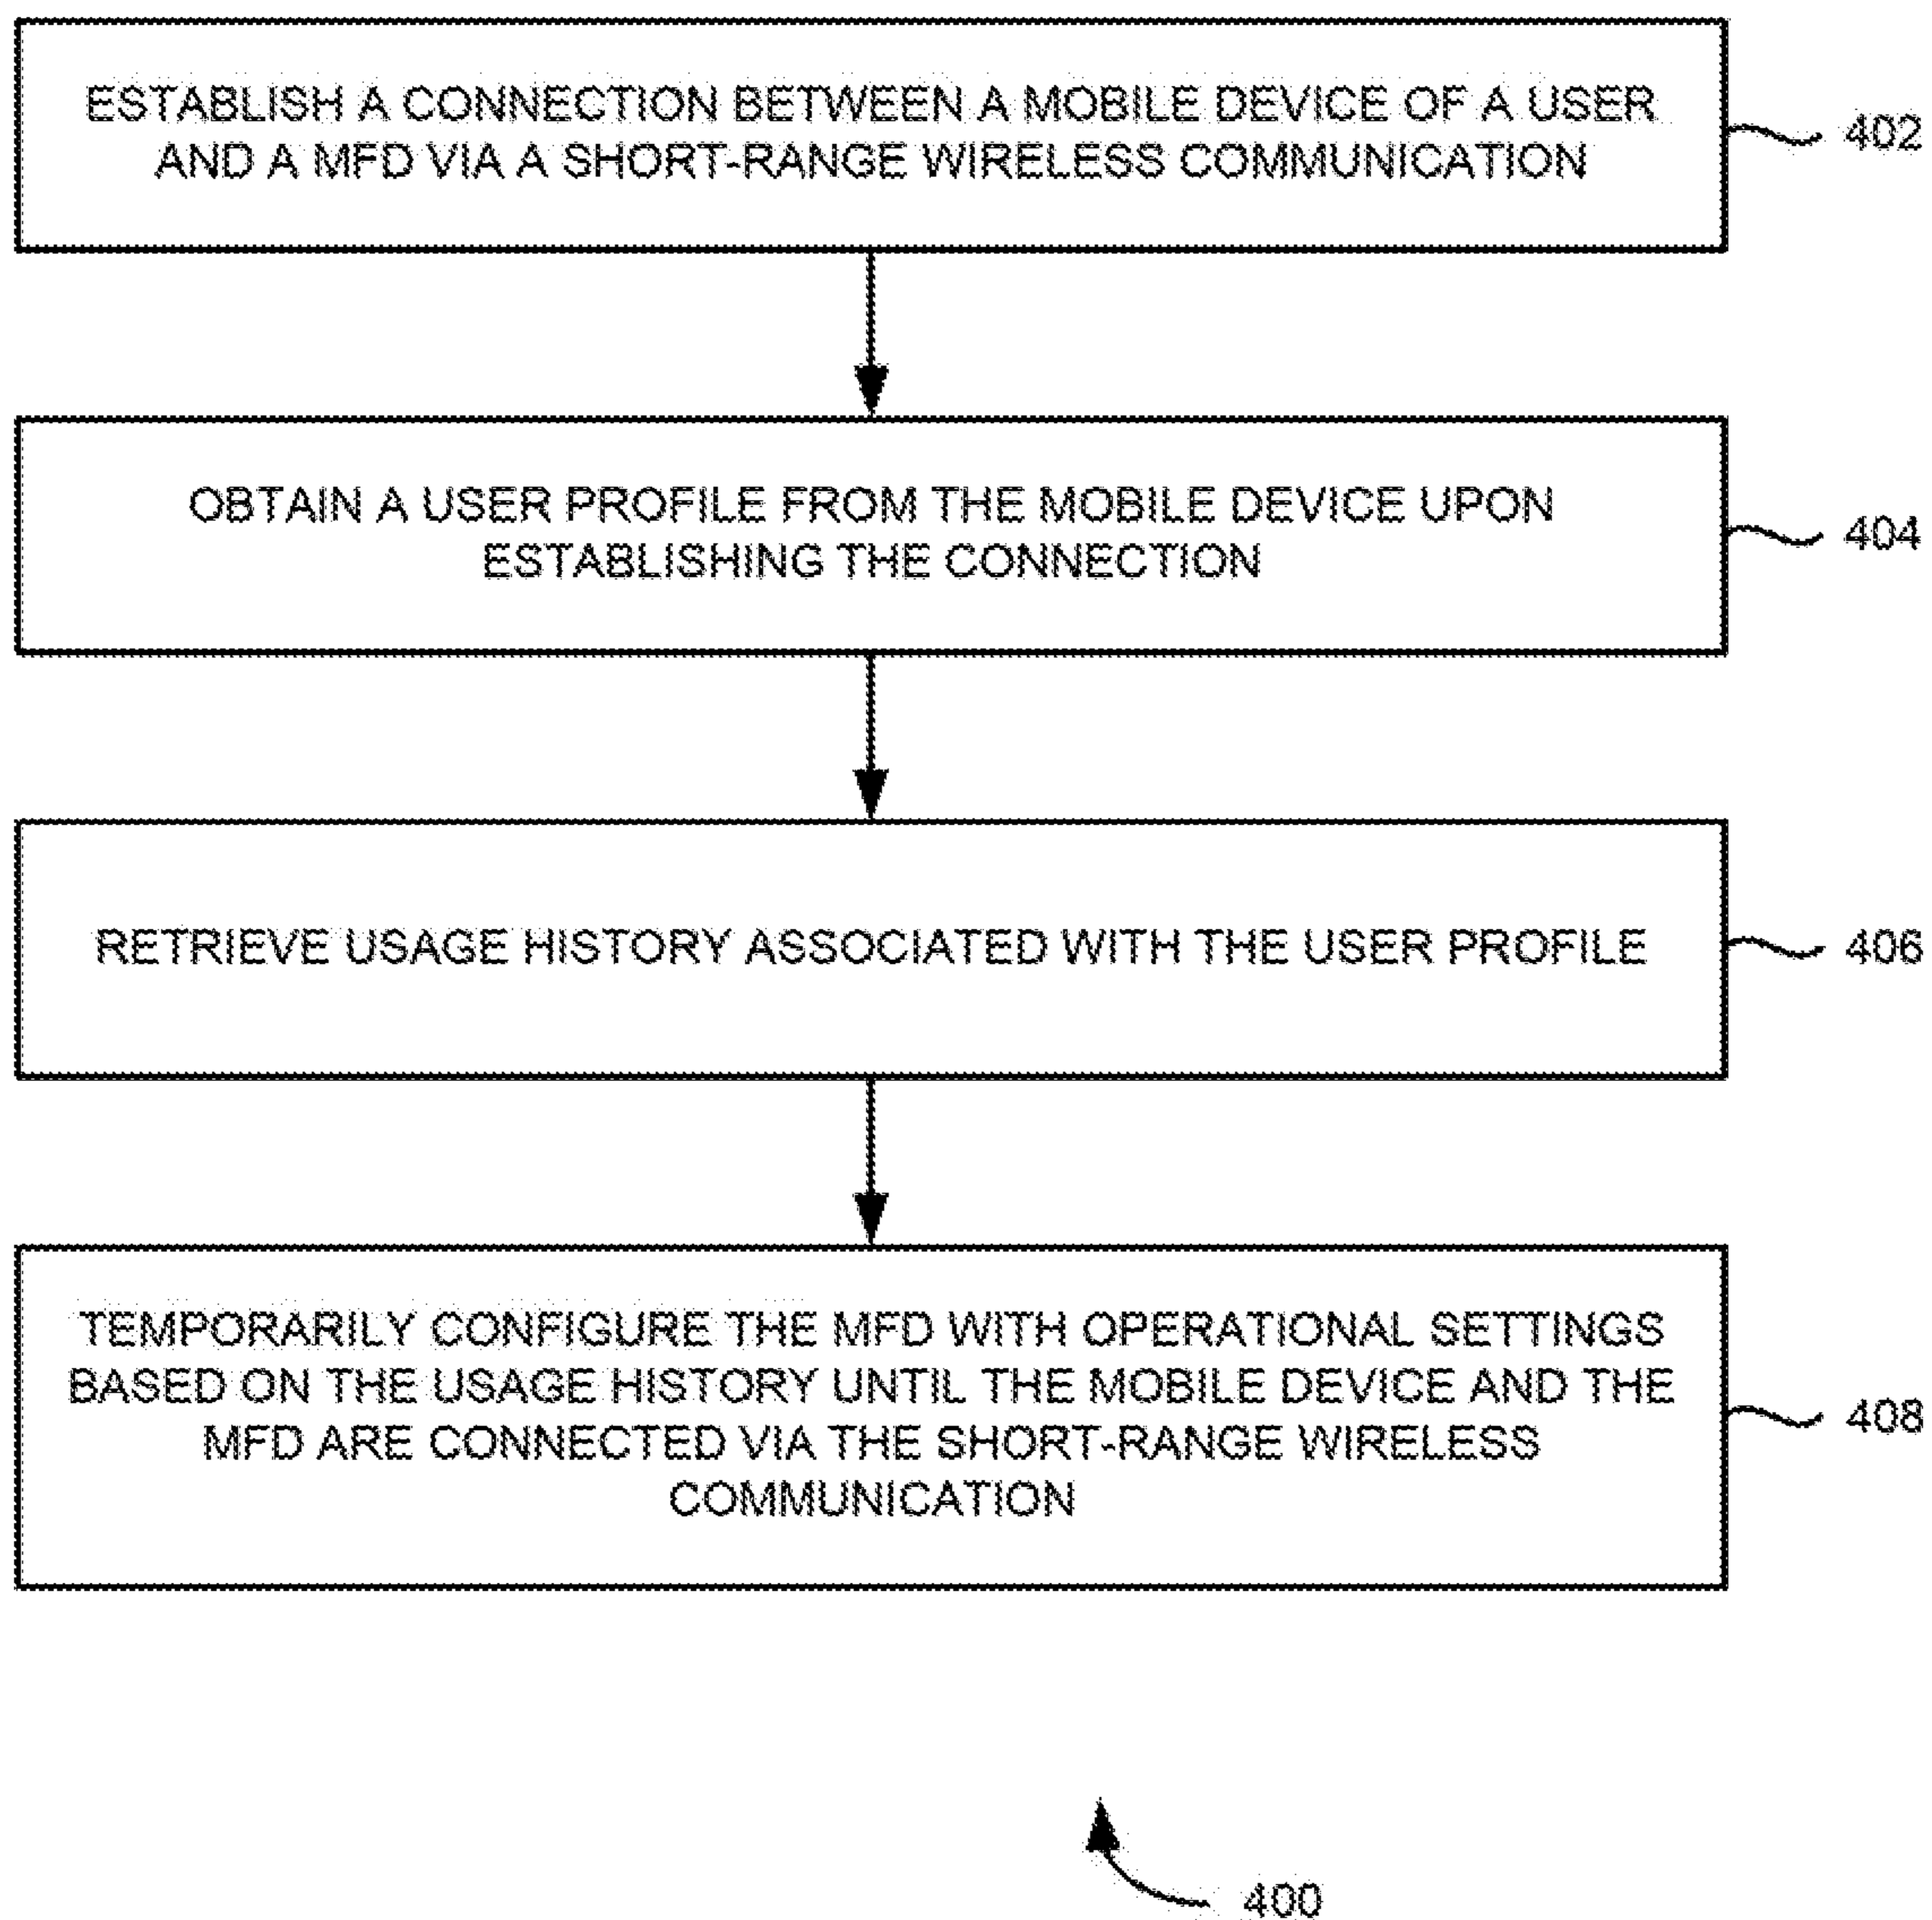 ESTABLISH A CONNECTION BETWEEN A MOBILE DEVICE OF A USER
AND A MFD VIA A SHORT-RANGE WIRELESS COMMUNICATION
402
OBTAIN A USER PROFILE FROM THE MOBILE DEVICE UPON
ESTABLISHING THE CONNECTION
404
RETRIEVE USAGE HISTORY ASSOCIATED WITH THE USER PROFILE
406
TEMPORARILY CONFIGURE THE MFD WITH OPERATIONAL SETTINGS
BASED ON THE USAGE HISTORY UNTIL THE MOBILE DEVICE AND THE
MFD ARE CONNECTED VIA THE SHORT-RANGE WIRELESS
COMMUNICATION
408
400